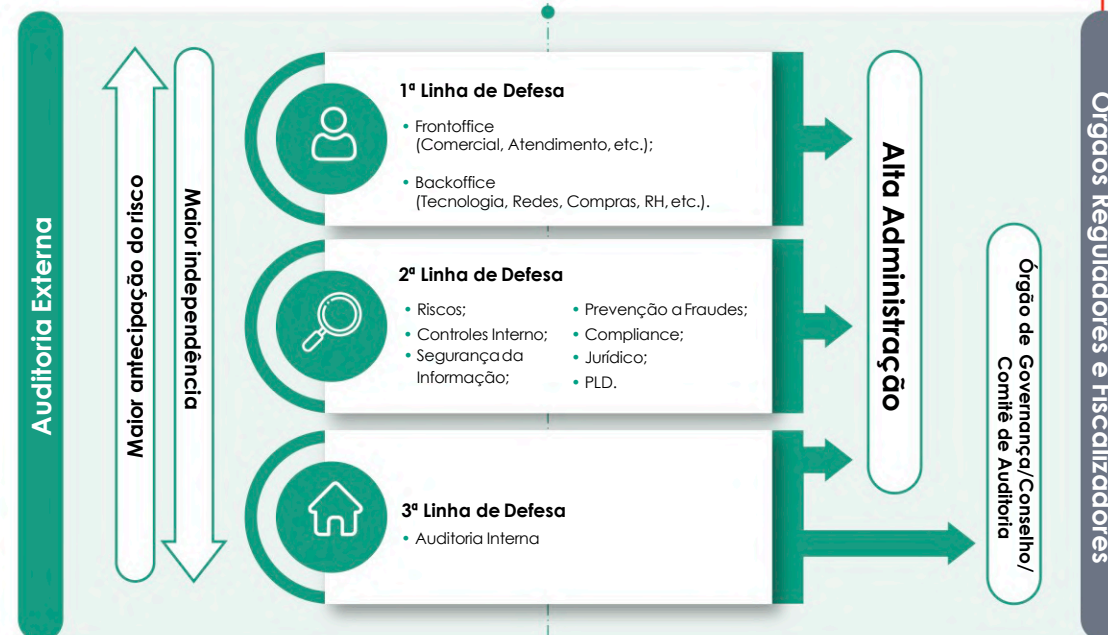 Auditoria Externa
Maior antecipação do risco
Maior independência
1ª Linha de Defesa
• Frontoffice
(Comercial, Atendimento, etc.);
• Backoffice
(Tecnologia, Redes, Compras, RH, etc.).
2ª Linha de Defesa
• Riscos;
• Controles Interno;
• Segurança da
Informação;
• Prevenção a Fraudes;
• Compliance;
• Jurídico;
• PLD.
3ª Linha de Defesa
• Auditoria Interna
Alta Administração
Órgão de Governança/Conselho/
Comitê de Auditoria
Órgãos Reguladores e Fiscalizadores